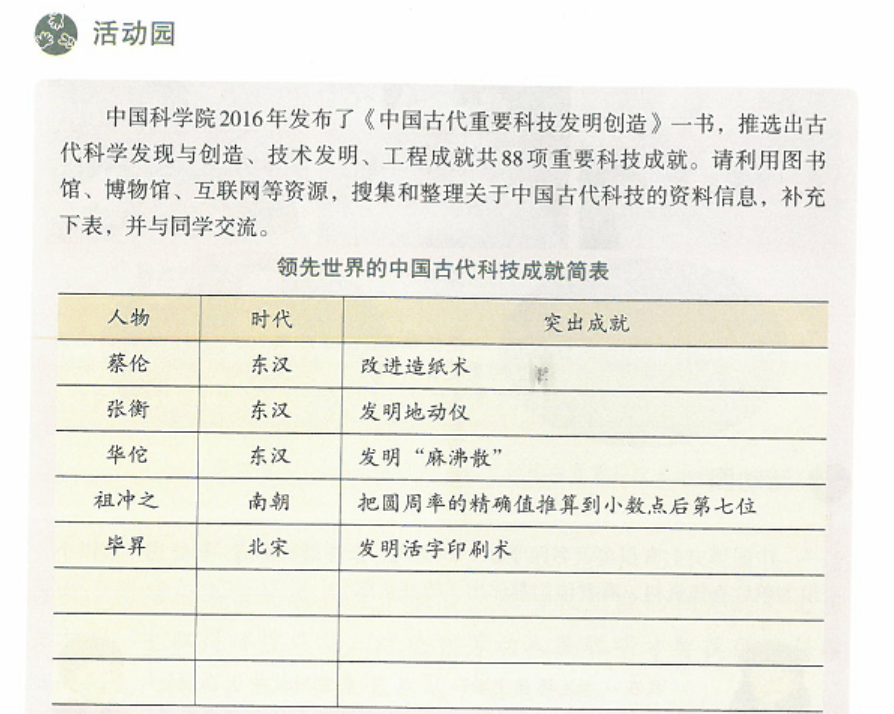 活动园
中国科学院2016年发布了《中国古代重要科技发明创造》一书，推选出古
代科学发现与创造、技术发明、工程成就共88项重要科技成就。请利用图书
馆、博物馆、互联网等资源，搜集和整理关于中国古代科技的资料信息，补充
下表，并与同学交流。
领先世界的中国古代科技成就简表
人物 时代 突出成就
蔡伦 东汉 改进造纸术
张衡 东汉 发明地动仪
华佗 东汉 发明“麻沸散”
祖冲之 南朝 把圆周率的精确值推算到小数点后第七位
毕昇 北宋 发明活字印刷术